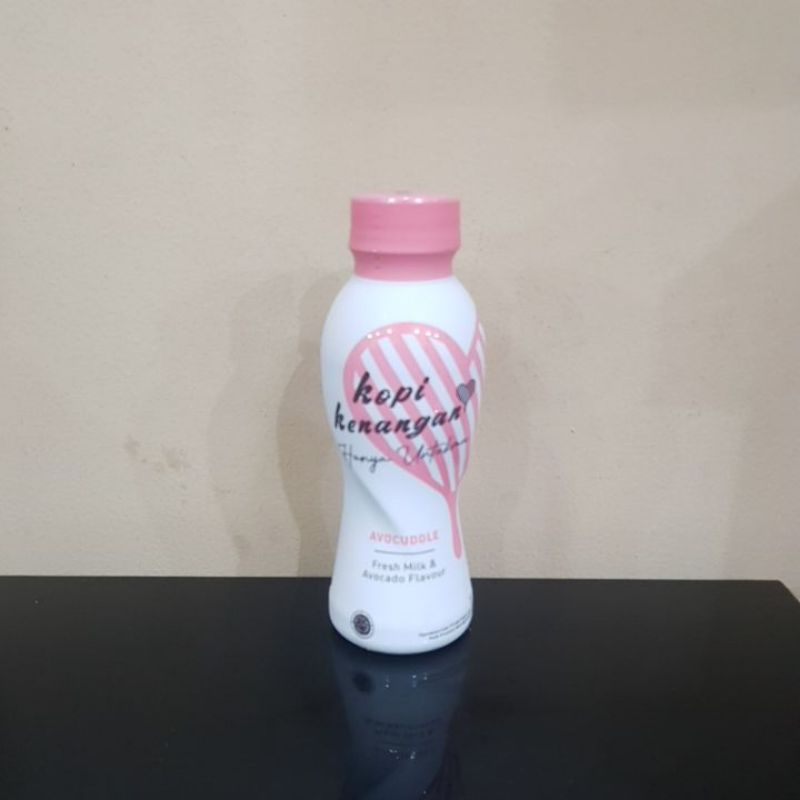 kopi
kenangan
Hanya Untukmu
AVOCUDDLE
Fresh Milk &
Avocado Flavour